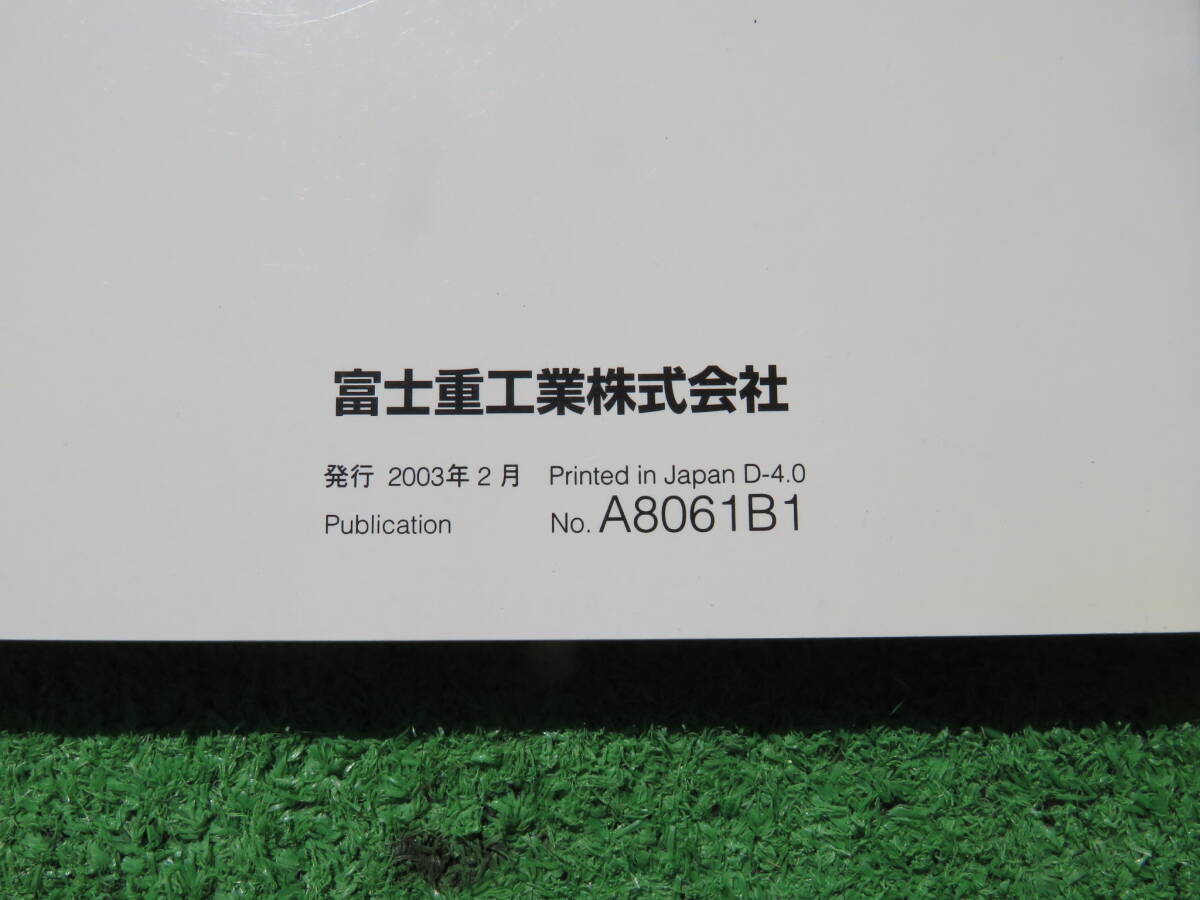 富士重工業株式会社
発行 2003年2月 Printed in Japan D-4.0
Publication No. A8061B1